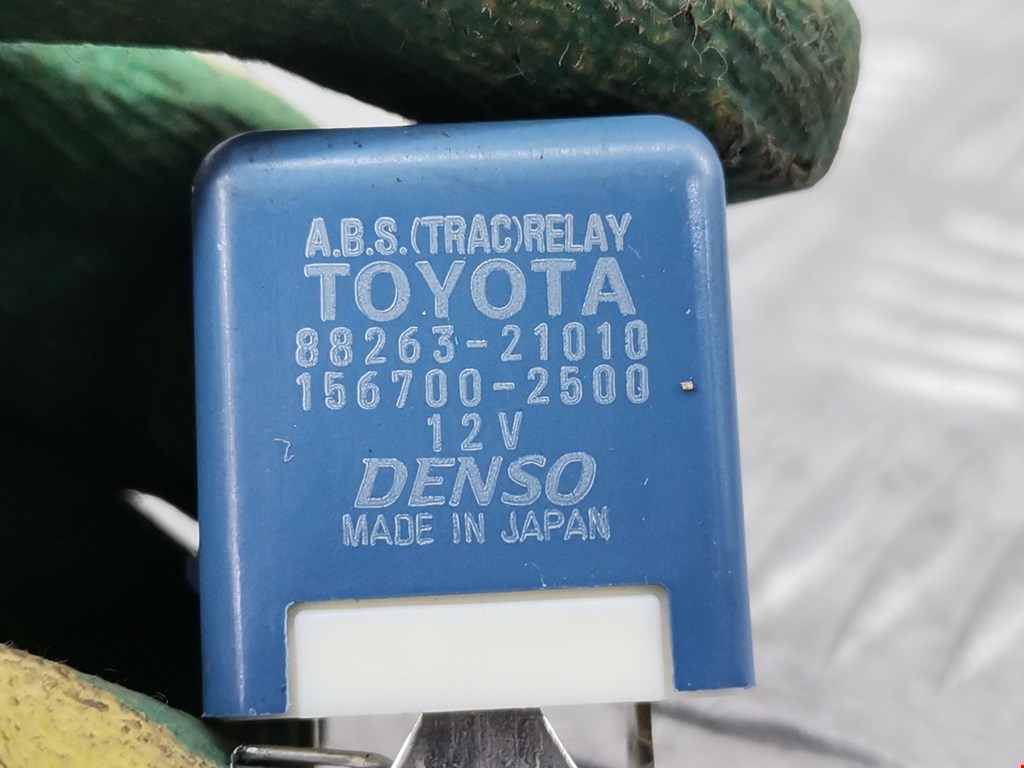 A.B.S.(TRAC)RELAY
TOYOTA
88263-21010
156700-2500
12V
DENSO
MADE IN JAPAN